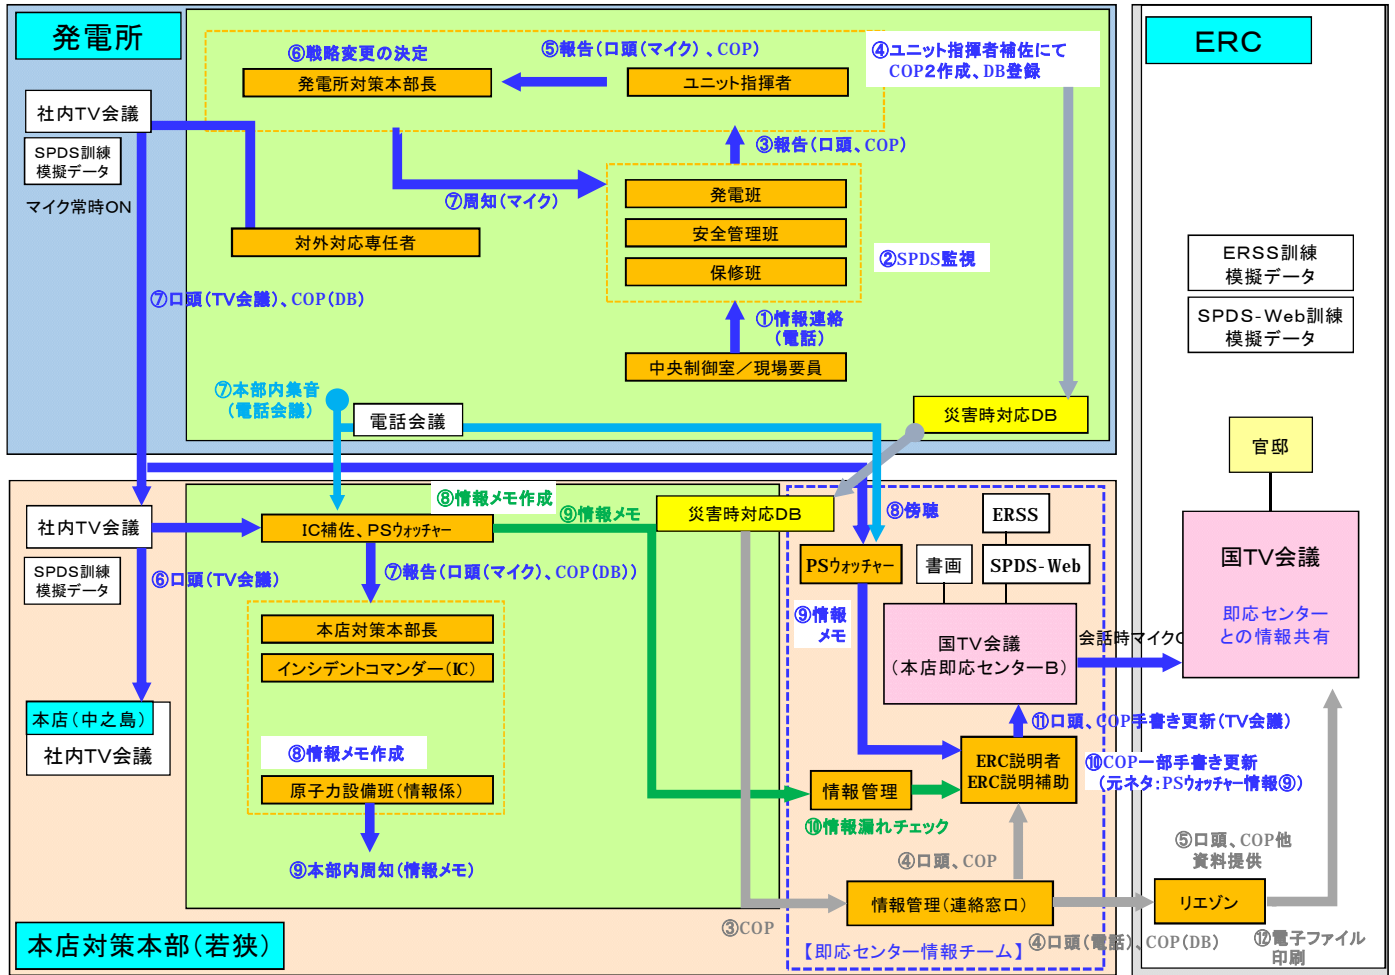 発電所
⑥戦略変更の決定
発電所対策本部長
⑤報告(口頭(マイク)、COP)
ユニット指揮者
④ユニット指揮者補佐にて
COP2作成、DB登録
ERC
社内TV会議
SPDS訓練
模擬データ
マイク常時ON
③報告(口頭、COP)
発電班
安全管理班
保修班
⑦周知(マイク)
対外対応専任者
②SPDS監視
⑦口頭(TV会議)、COP(DB)
①情報連絡
(電話)
中央制御室/現場要員
ERSS訓練
模擬データ
SPDS-Web訓練
模擬データ
⑦本部内集音
(電話会議)
電話会議
災害時対応DB
官邸
社内TV会議
SPDS訓練
模擬データ
⑥口頭(TV会議)
⑧情報メモ作成
IC補佐、PSウォッチャー
⑨情報メモ
災害時対応DB
⑧傍聴
ERSS
⑦報告(口頭(マイク)、COP(DB))
PSウォッチャー
書画
SPDS-Web
国TV会議
即応センター
との情報共有
本店対策本部長
インシデントコマンダー(IC)
⑨情報
メモ
国TV会議
(本店即応センターB)
会話時マイクO
本店(中之島)
社内TV会議
⑧情報メモ作成
原子力設備班(情報係)
⑪口頭、COP手書き更新(TV会議)
ERC説明者
ERC説明補助
⑩COP一部手書き更新
(元ネタ:PSウォッチャー情報⑨)
情報管理
⑩情報漏れチェック
⑨本部内周知(情報メモ)
④口頭、COP
⑤口頭、COP他
資料提供
情報管理(連絡窓口)
リエゾン
③COP
④口頭(電話)、COP(DB)
⑫電子ファイル
印刷
本店対策本部(若狭)
【即応センター情報チーム】